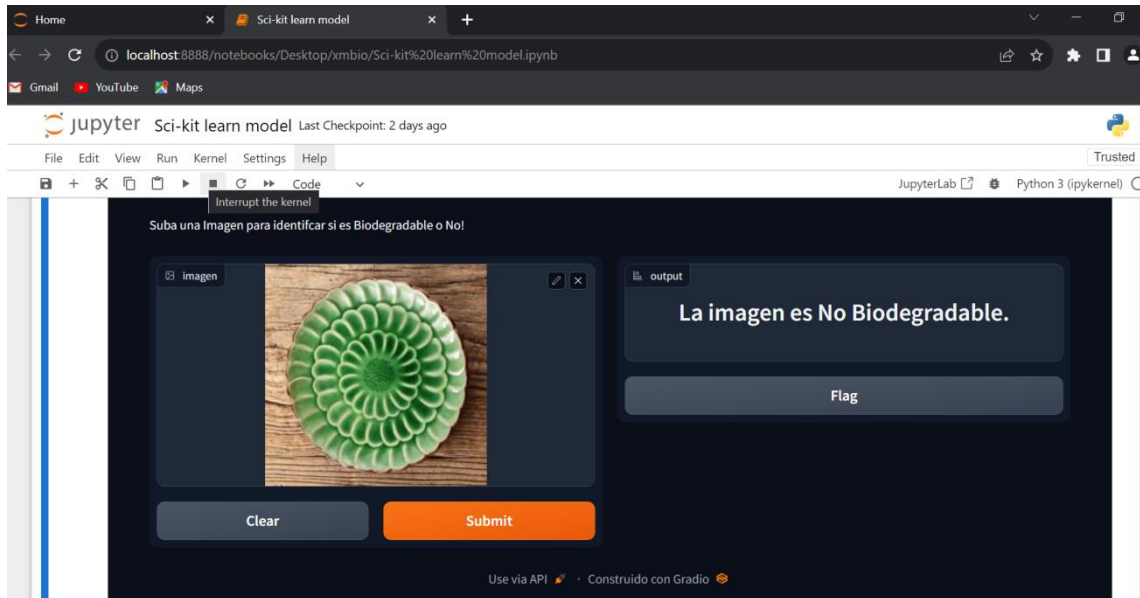 Home
Sci-kit learn model
localhost:8888/notebooks/Desktop/xmbio/Sci-kit%20learn%20model.ipynb
Gmail YouTube Maps
jupyter Sci-kit learn model Last Checkpoint: 2 days ago
File Edit View Run Kernel Settings Help Trusted
Code JupyterLab Python 3 (ipykernel)
Interrupt the kernel
Suba una Imagen para identifcar si es Biodegradable o No!
imagen
output
La imagen es No Biodegradable.
Flag
Clear Submit
Use via API · Construido con Gradio